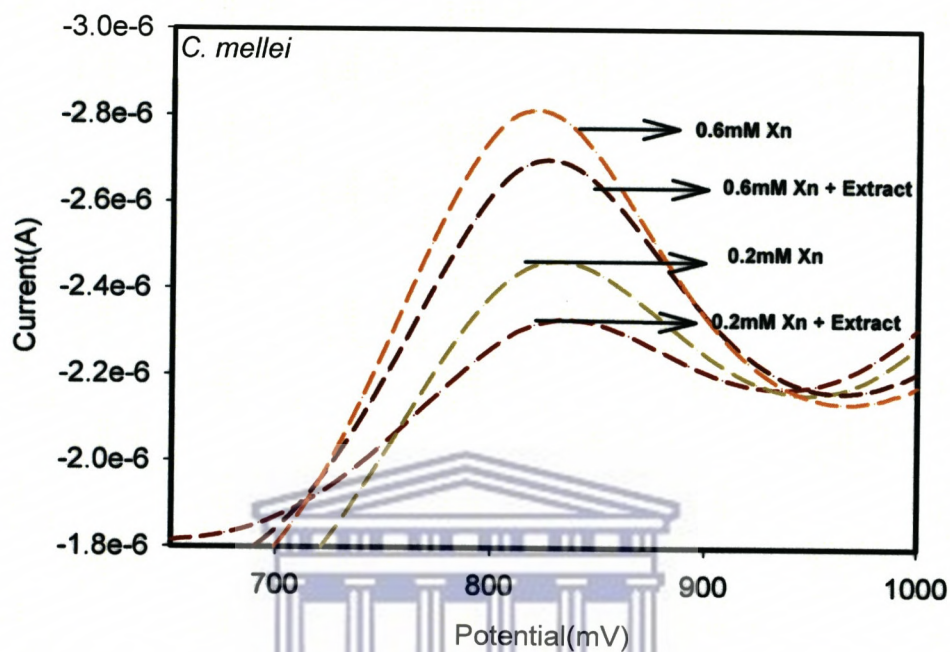 -3.0e-6
C. mellei
-2.8e-6
0.6mM Xn
-2.6e-6
0.6mM Xn + Extract
0.2mM Xn
-2.4e-6
0.2mM Xn + Extract
-2.2e-6
-2.0e-6
-1.8e-6
Current(A)
700 800 900 1000
Potential(mV)